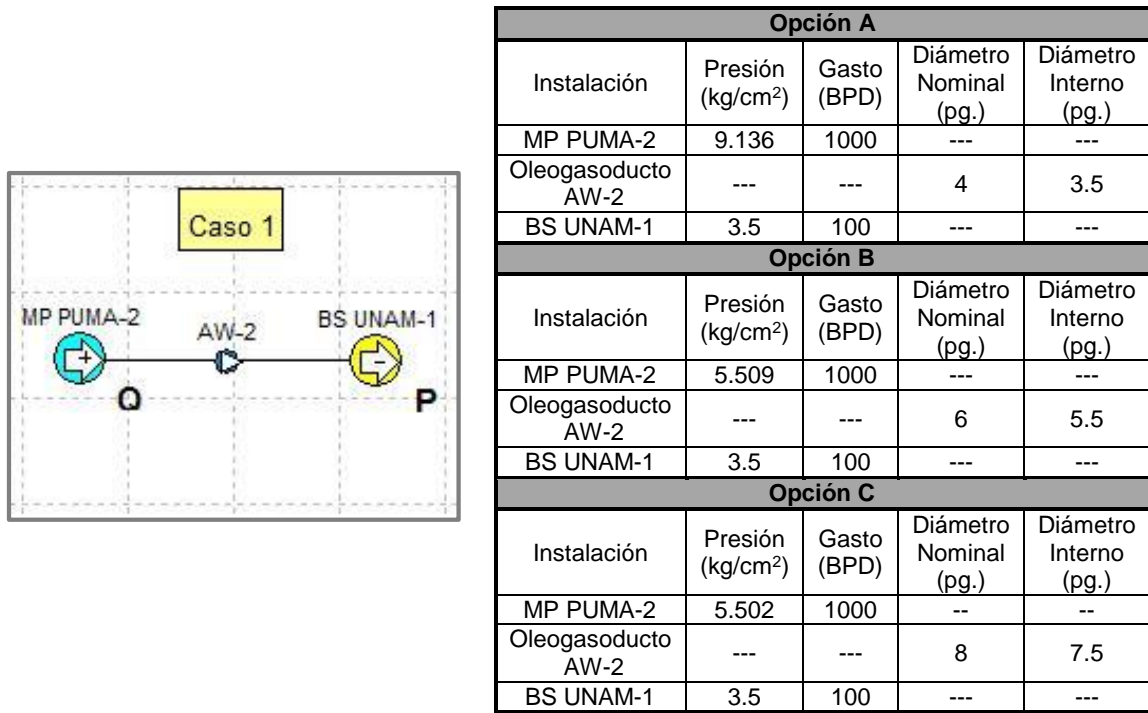 Caso 1
MP PUMA-2
AW-2
BS UNAM-1
Q
P
Opción A
Instalación Presión (kg/cm²) Gasto (BPD) Diámetro Nominal (pg.) Diámetro Interno (pg.)
MP PUMA-2 9.136 1000 --- ---
Oleogasoducto AW-2 --- --- 4 3.5
BS UNAM-1 3.5 100 --- ---
Opción B
Instalación Presión (kg/cm²) Gasto (BPD) Diámetro Nominal (pg.) Diámetro Interno (pg.)
MP PUMA-2 5.509 1000 --- ---
Oleogasoducto AW-2 --- --- 6 5.5
BS UNAM-1 3.5 100 --- ---
Opción C
Instalación Presión (kg/cm²) Gasto (BPD) Diámetro Nominal (pg.) Diámetro Interno (pg.)
MP PUMA-2 5.502 1000 -- --
Oleogasoducto AW-2 --- --- 8 7.5
BS UNAM-1 3.5 100 --- ---